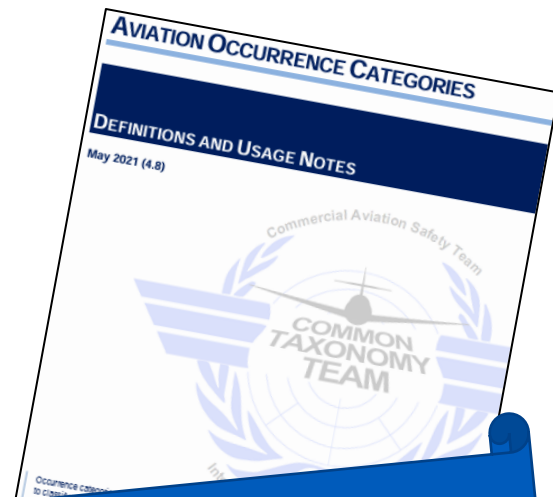 AVIATION OCCURRENCE CATEGORIES
DEFINITIONS AND USAGE NOTES
May 2021 (4.8)
Commercial Aviation Safety Team
COMMON
TAXONOMY
TEAM
Occurrence